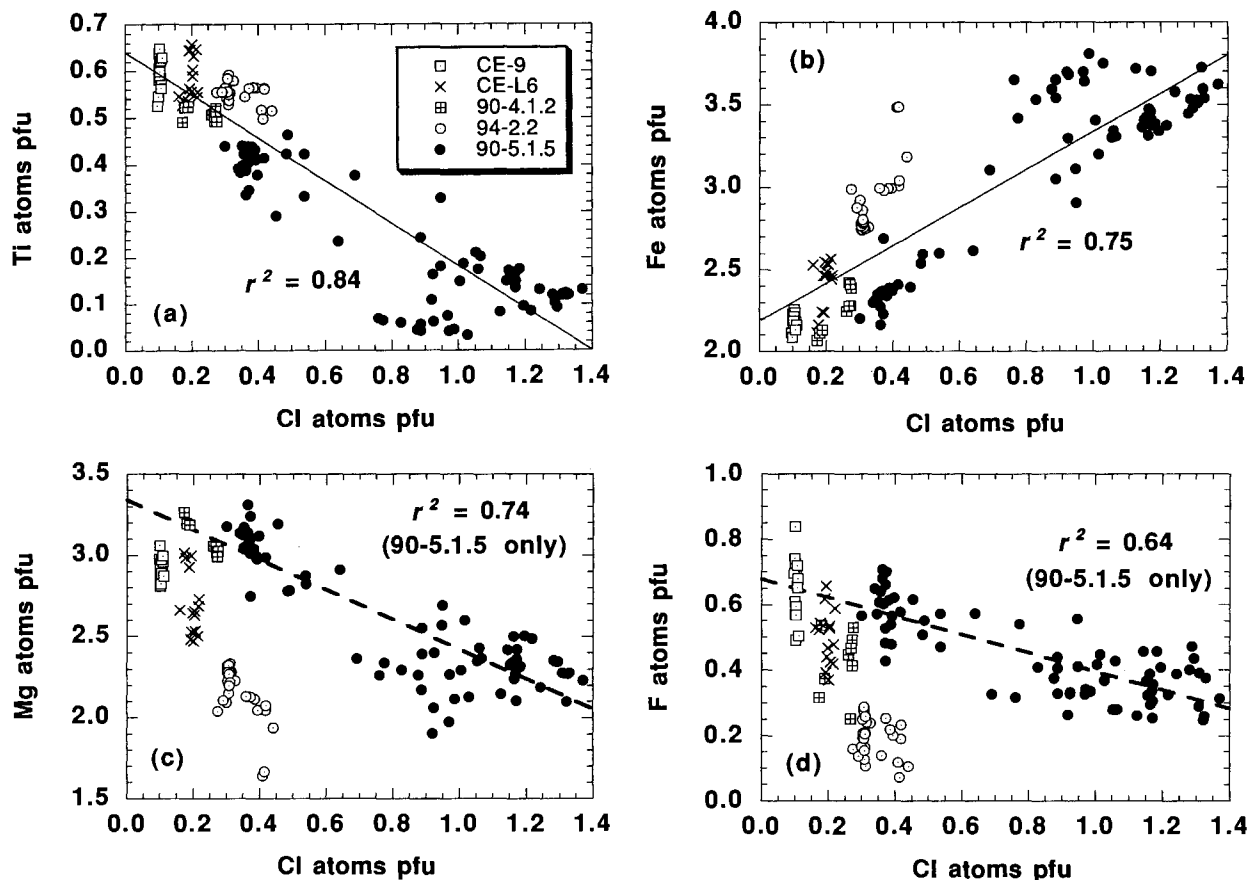 0.7
0.6
0.5
0.4
0.3
0.2
0.1
0.0
Ti atoms pfu
CE-9
CE-L6
90-4.1.2
94-2.2
90-5.1.5
r² = 0.84
(a)
0.0 0.2 0.4 0.6 0.8 1.0 1.2 1.4
Cl atoms pfu
4.0
3.5
3.0
2.5
2.0
Fe atoms pfu
(b)
r² = 0.75
0.0 0.2 0.4 0.6 0.8 1.0 1.2 1.4
Cl atoms pfu
3.5
3.0
2.5
2.0
1.5
Mg atoms pfu
r² = 0.74
(90-5.1.5 only)
(c)
0.0 0.2 0.4 0.6 0.8 1.0 1.2 1.4
Cl atoms pfu
1.0
0.8
0.6
0.4
0.2
0.0
F atoms pfu
r² = 0.64
(90-5.1.5 only)
(d)
0.0 0.2 0.4 0.6 0.8 1.0 1.2 1.4
Cl atoms pfu